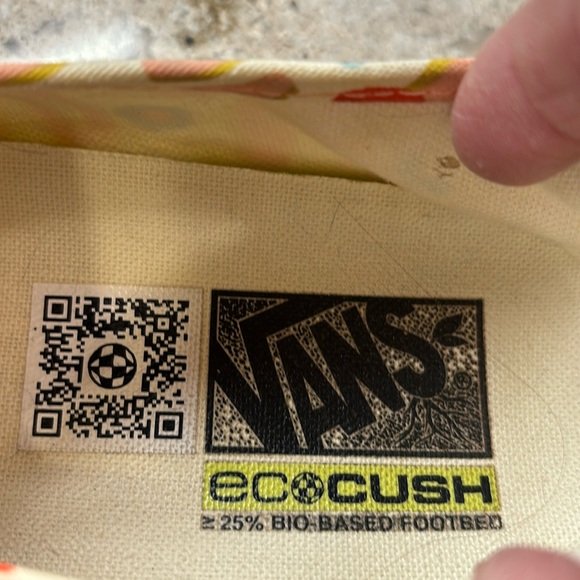 VANS®
ecoCUSH
≥ 25% BIO-BASED FOOTBED